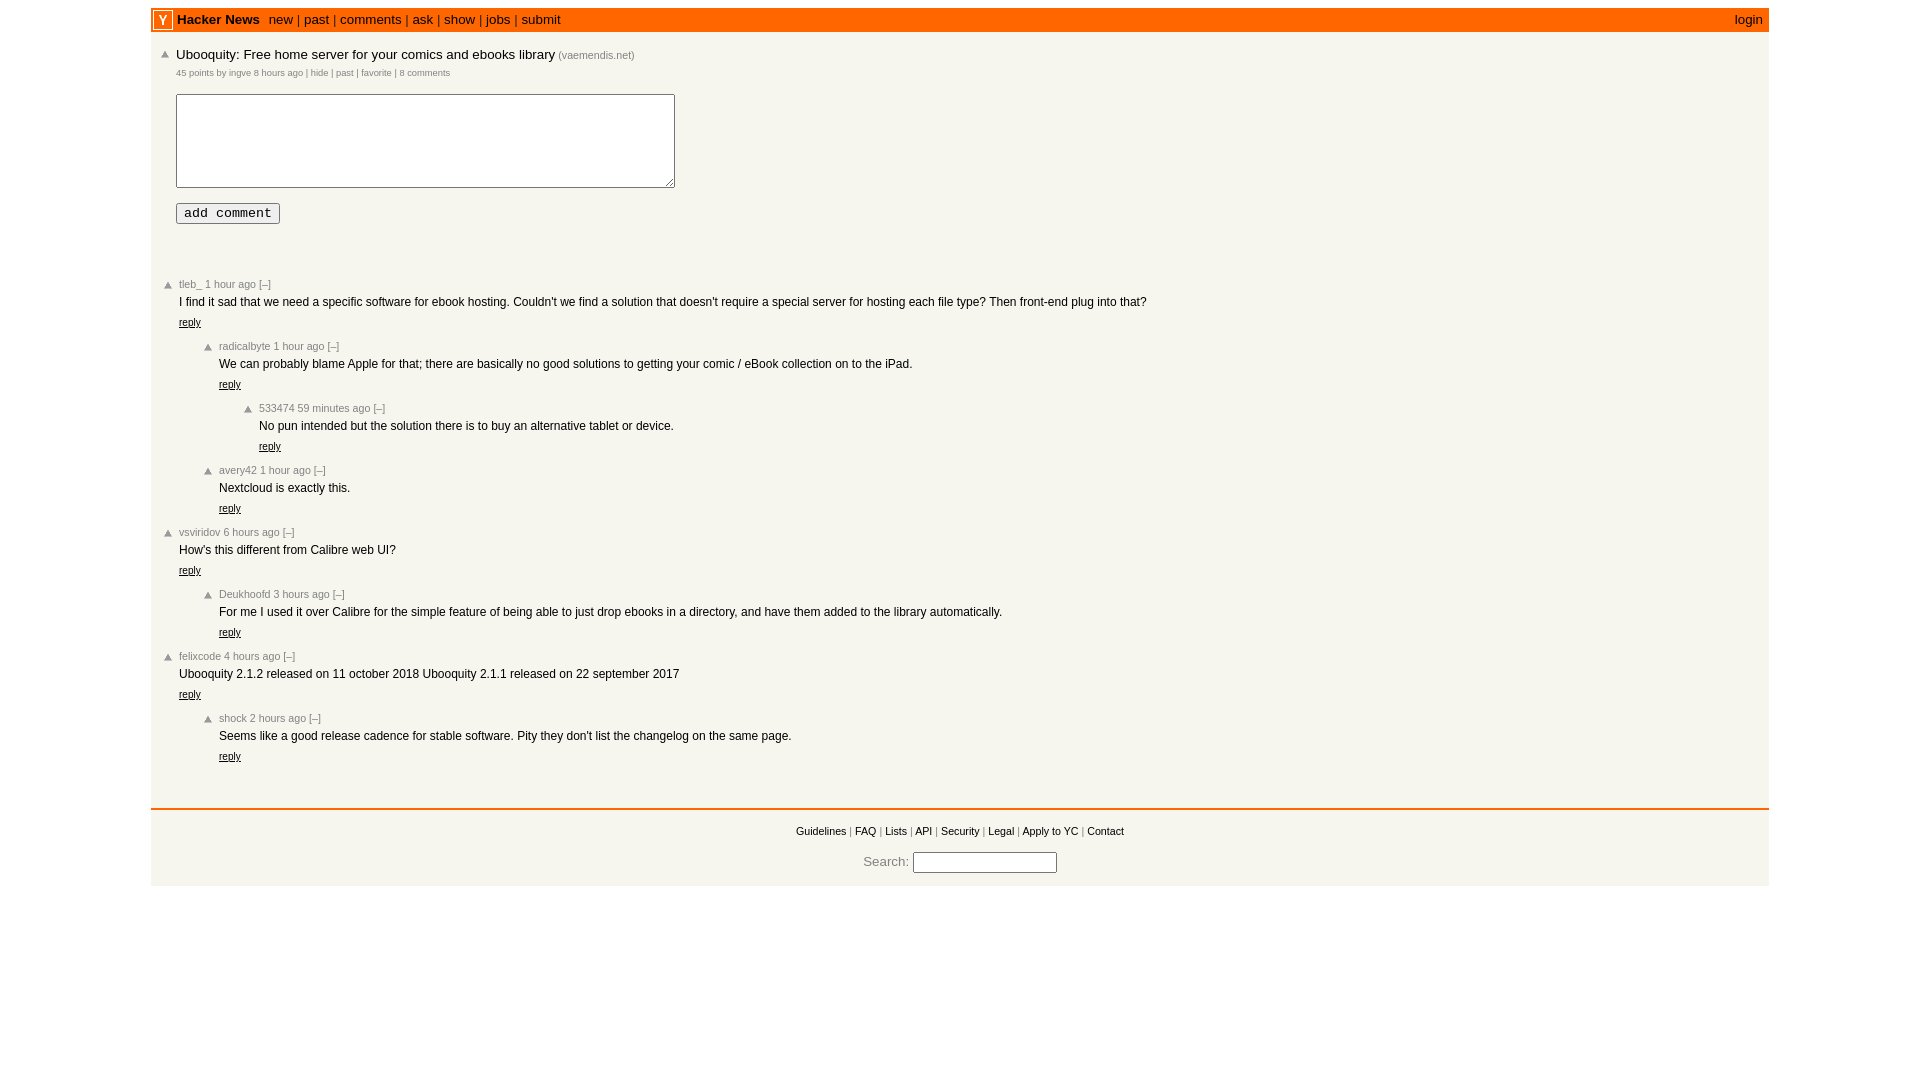 Y Hacker News new | past | comments | ask | show | jobs | submit login
Ubooquity: Free home server for your comics and ebooks library (vaemendis.net)
45 points by ingve 8 hours ago | hide | past | favorite | 8 comments
add comment
tleb_ 1 hour ago [–]
I find it sad that we need a specific software for ebook hosting. Couldn't we find a solution that doesn't require a special server for hosting each file type? Then front-end plug into that?
reply
radicalbyte 1 hour ago [–]
We can probably blame Apple for that; there are basically no good solutions to getting your comic / eBook collection on to the iPad.
reply
533474 59 minutes ago [–]
No pun intended but the solution there is to buy an alternative tablet or device.
reply
avery42 1 hour ago [–]
Nextcloud is exactly this.
reply
vsviridov 6 hours ago [–]
How's this different from Calibre web UI?
reply
Deukhoofd 3 hours ago [–]
For me I used it over Calibre for the simple feature of being able to just drop ebooks in a directory, and have them added to the library automatically.
reply
felixcode 4 hours ago [–]
Ubooquity 2.1.2 released on 11 october 2018 Ubooquity 2.1.1 released on 22 september 2017
reply
shock 2 hours ago [–]
Seems like a good release cadence for stable software. Pity they don't list the changelog on the same page.
reply
Guidelines | FAQ | Lists | API | Security | Legal | Apply to YC | Contact
Search: